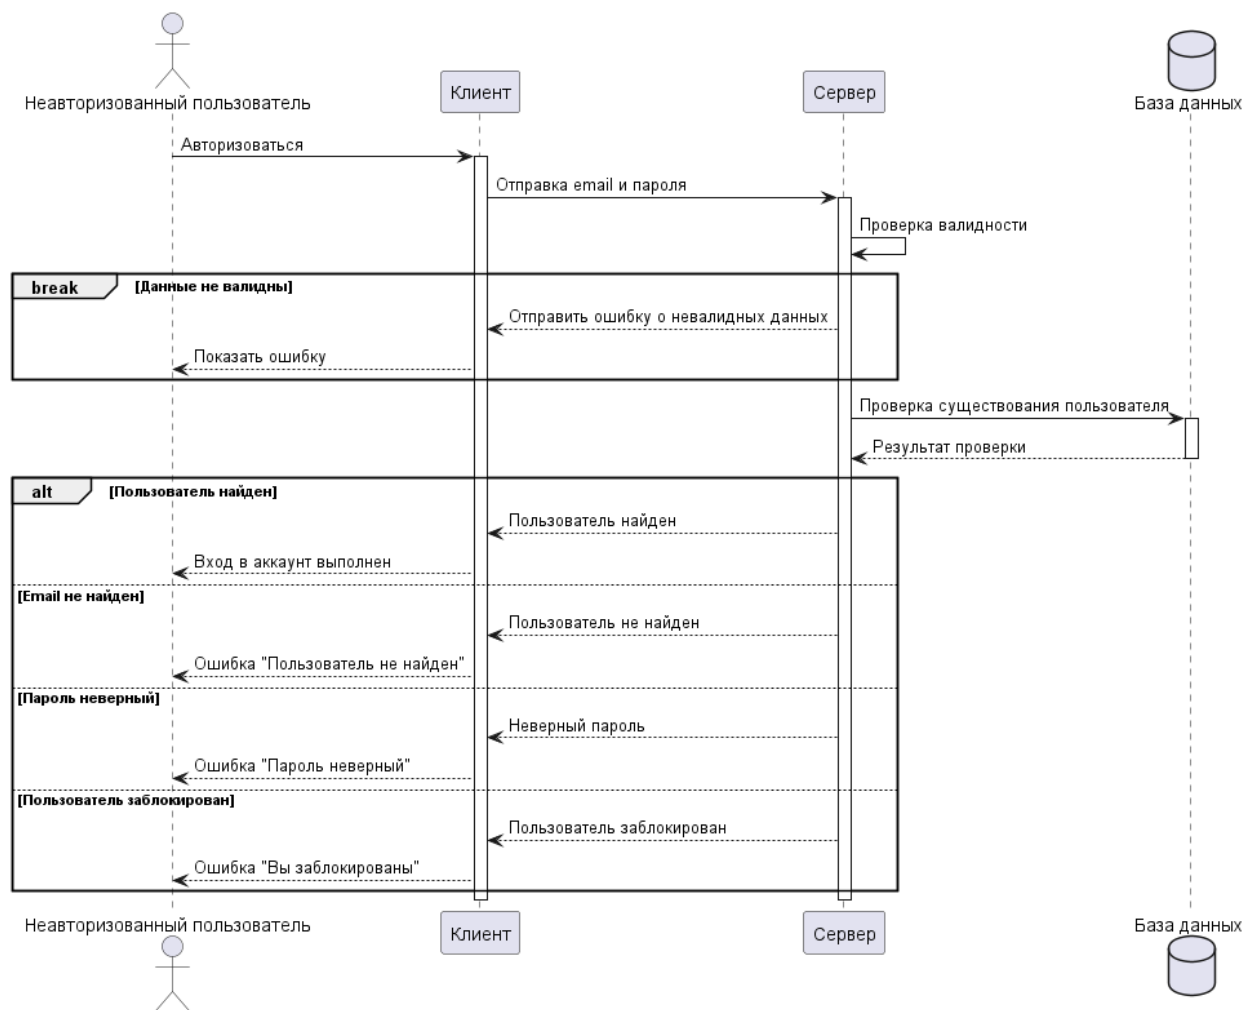 Неавторизованный пользователь
Клиент
Сервер
База данных
Авторизоваться
Отправка email и пароля
Проверка валидности
break
[Данные не валидны]
Отправить ошибку о невалидных данных
Показать ошибку
Проверка существования пользователя
Результат проверки
alt
[Пользователь найден]
Пользователь найден
Вход в аккаунт выполнен
[Email не найден]
Пользователь не найден
Ошибка "Пользователь не найден"
[Пароль неверный]
Неверный пароль
Ошибка "Пароль неверный"
[Пользователь заблокирован]
Пользователь заблокирован
Ошибка "Вы заблокированы"
Неавторизованный пользователь
Клиент
Сервер
База данных